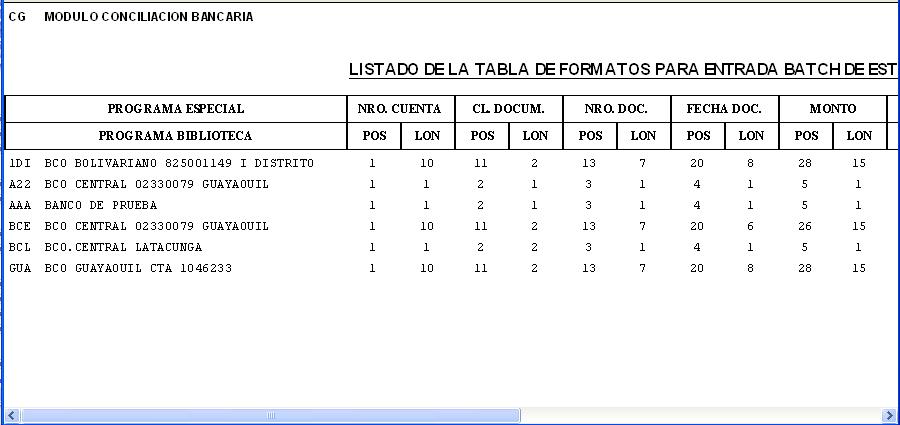 CG MODULO CONCILIACION BANCARIA
LISTADO DE LA TABLA DE FORMATOS PARA ENTRADA BATCH DE EST
PROGRAMA ESPECIAL NRO. CUENTA CL. DOCUM. NRO. DOC. FECHA DOC. MONTO
PROGRAMA BIBLIOTECA POS LON POS LON POS LON POS LON POS LON
1DI BCO BOLIVARIANO 825001149 I DISTRITO 1 10 11 2 13 7 20 8 28 15
A22 BCO CENTRAL 02330079 GUAYAQUIL 1 1 2 1 3 1 4 1 5 1
AAA BANCO DE PRUEBA 1 1 2 1 3 1 4 1 5 1
BCE BCO CENTRAL 02330079 GUAYAQUIL 1 10 11 2 13 7 20 6 26 15
BCL BCO.CENTRAL LATACUNGA 1 1 2 2 3 1 4 1 5 1
GUA BCO GUAYAQUIL CTA 1046233 1 10 11 2 13 7 20 8 28 15